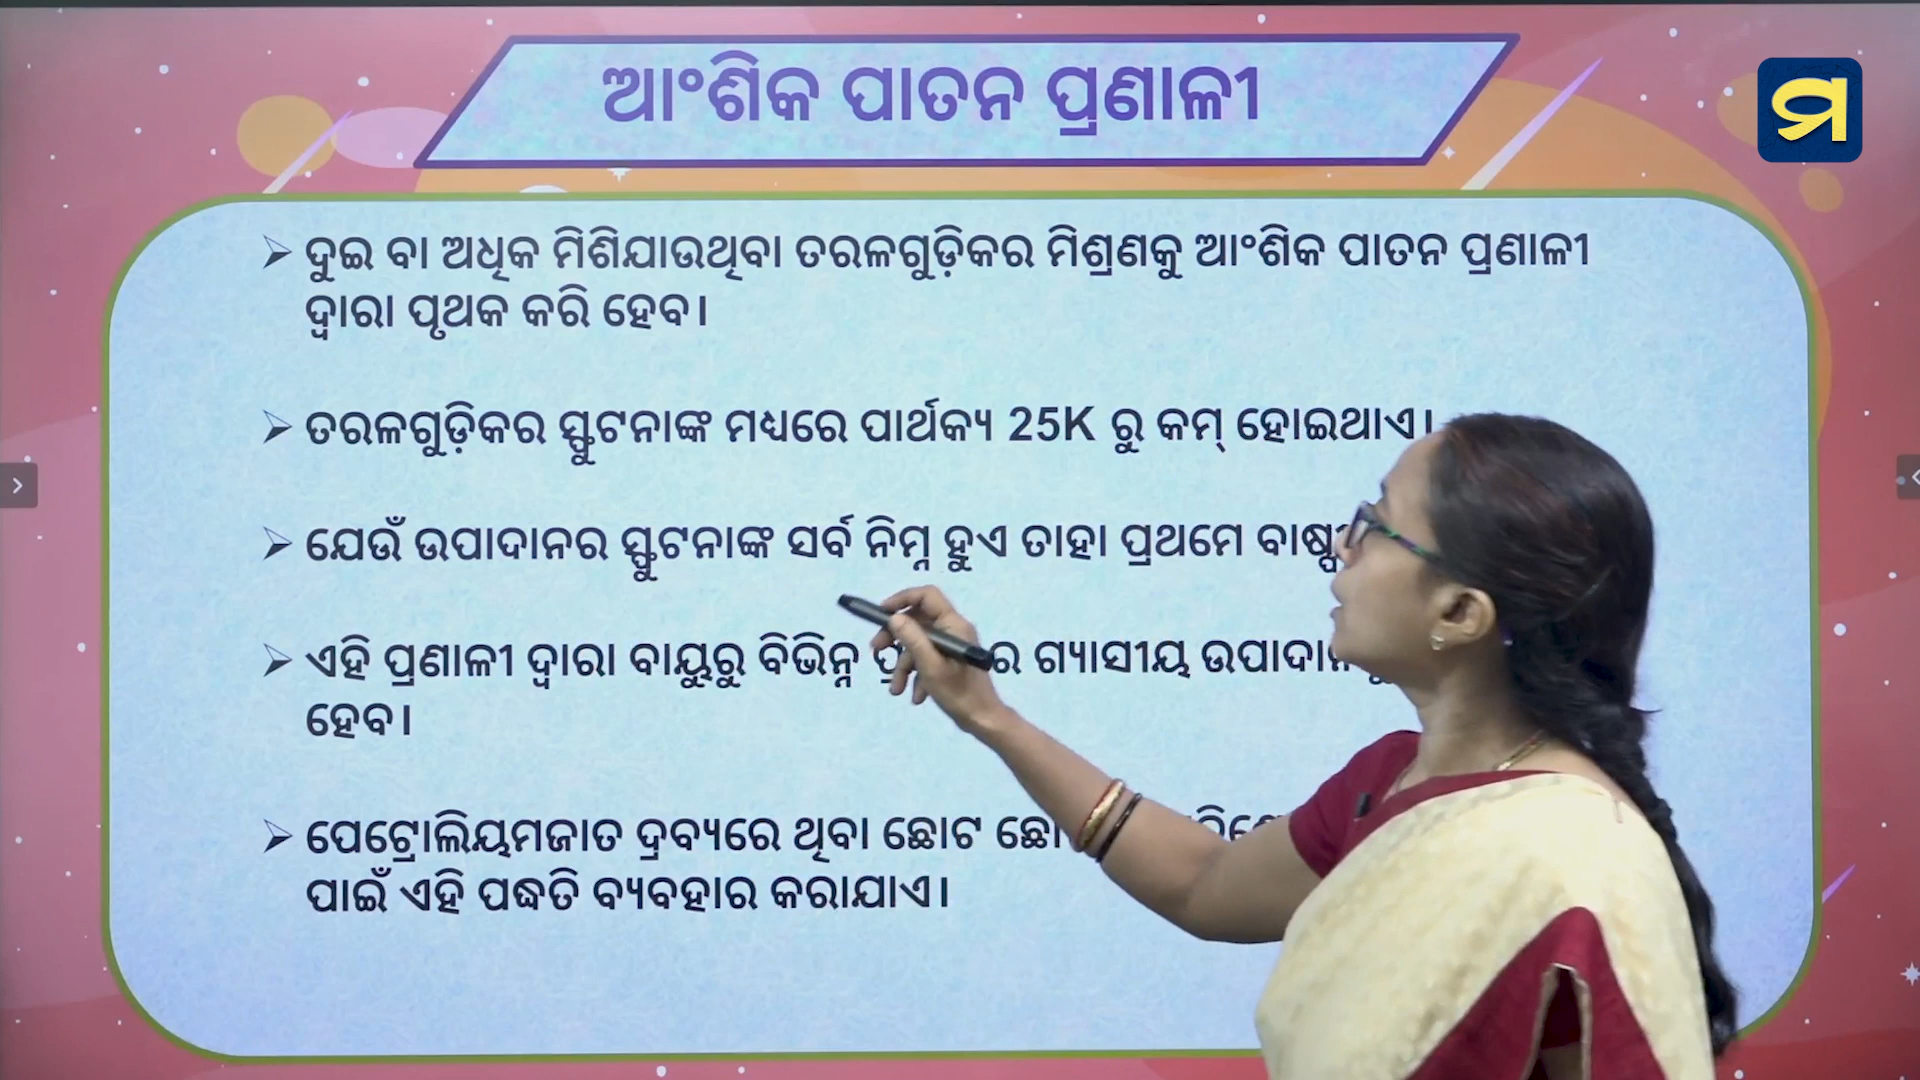 ଆଂଶିକ ପାତନ ପ୍ରଣାଳୀ
ମ
➢ ଦୁଇ ବା ଅଧିକ ମିଶିଯାଉଥିବା ତରଳଗୁଡ଼ିକର ମିଶ୍ରଣକୁ ଆଂଶିକ ପାତନ ପ୍ରଣାଳୀ
ଦ୍ୱାରା ପୃଥକ କରି ହେବ।
➢ ତରଳଗୁଡ଼ିକର ସ୍ଫୁଟନାଙ୍କ ମଧ୍ୟରେ ପାର୍ଥକ୍ୟ 25K ରୁ କମ୍ ହୋଇଥାଏ।
➢ ଯେଉଁ ଉପାଦାନର ସ୍ଫୁଟନାଙ୍କ ସର୍ବ ନିମ୍ନ ହୁଏ ତାହା ପ୍ରଥମେ
➢ ଏହି ପ୍ରଣାଳୀ ଦ୍ୱାରା ବାୟୁରୁ ବିଭିନ୍ନ ଗ୍ୟାସୀୟ
ହେବ।
➢ ପେଟ୍ରୋଲିୟମଜାତ ଦ୍ରବ୍ୟରେ ଥିବା ଛୋଟ
ପାଇଁ ଏହି ପଦ୍ଧତି ବ୍ୟବହାର କରାଯାଏ।